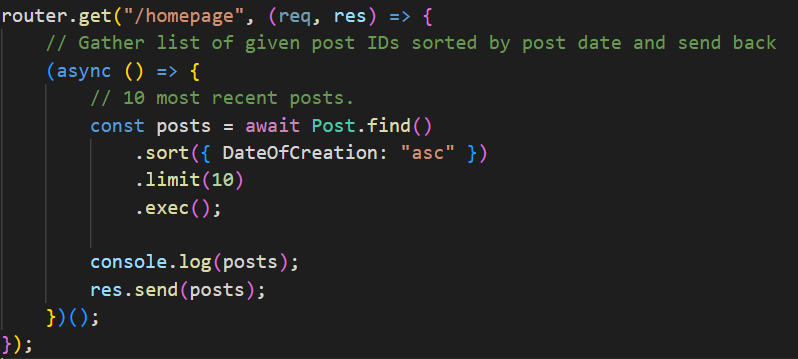 router.get("/homepage", (req, res) => {
    // Gather list of given post IDs sorted by post date and send back
    (async () => {
        // 10 most recent posts.
        const posts = await Post.find()
            .sort({ DateOfCreation: "asc" })
            .limit(10)
            .exec();

        console.log(posts);
        res.send(posts);
    })();
});